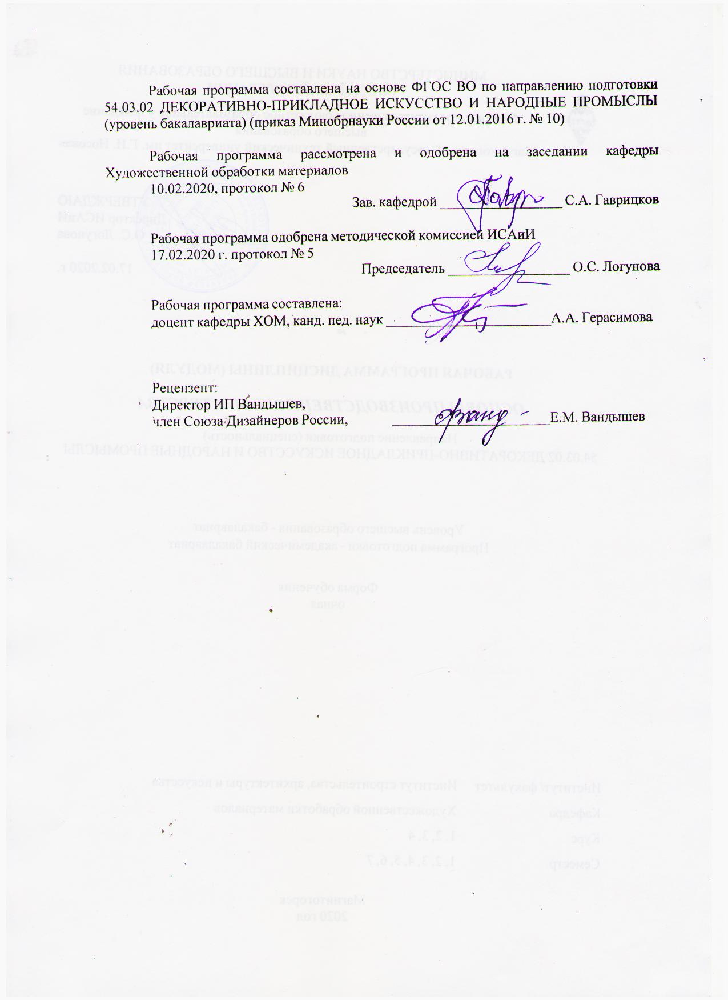 Рабочая программа составлена на основе ФГОС ВО по направлению подготовки
54.03.02 ДЕКОРАТИВНО-ПРИКЛАДНОЕ ИСКУССТВО И НАРОДНЫЕ ПРОМЫСЛЫ
(уровень бакалавриата) (приказ Минобрнауки России от 12.01.2016 г. № 10)
Рабочая программа рассмотрена и одобрена на заседании кафедры
Художественной обработки материалов
10.02.2020, протокол № 6
Зав. кафедрой ___________________ С.А. Гаврицков
Рабочая программа одобрена методической комиссией ИСАиИ
17.02.2020 г. протокол № 5
Председатель ___________________ О.С. Логунова
Рабочая программа составлена:
доцент кафедры ХОМ, канд. пед. наук __________________________А.А. Герасимова
Рецензент:
Директор ИП Вандышев,
член Союза Дизайнеров России, _________________________Е.М. Вандышев